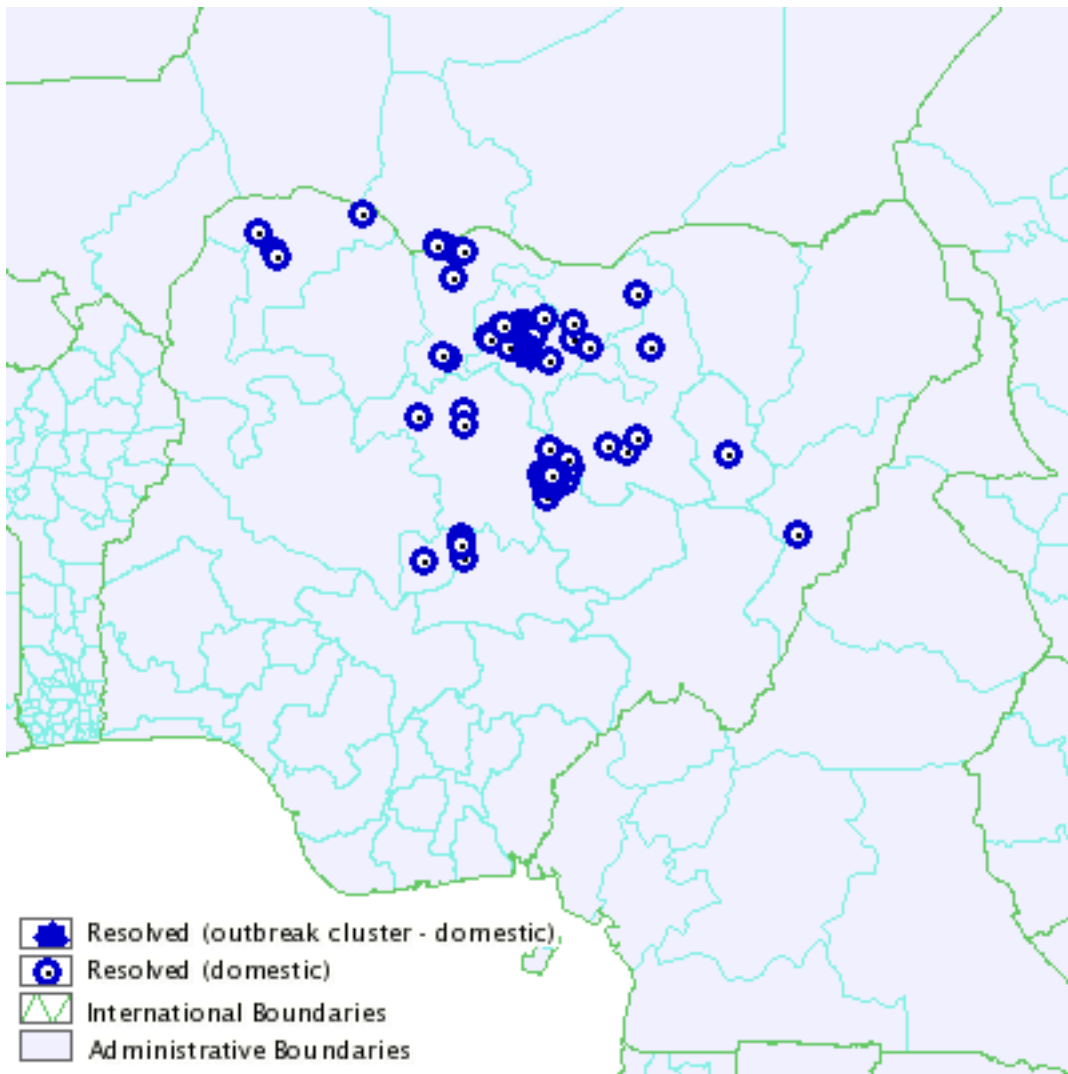 Resolved (outbreak cluster - domestic)
Resolved (domestic)
International Boundaries
Administrative Boundaries